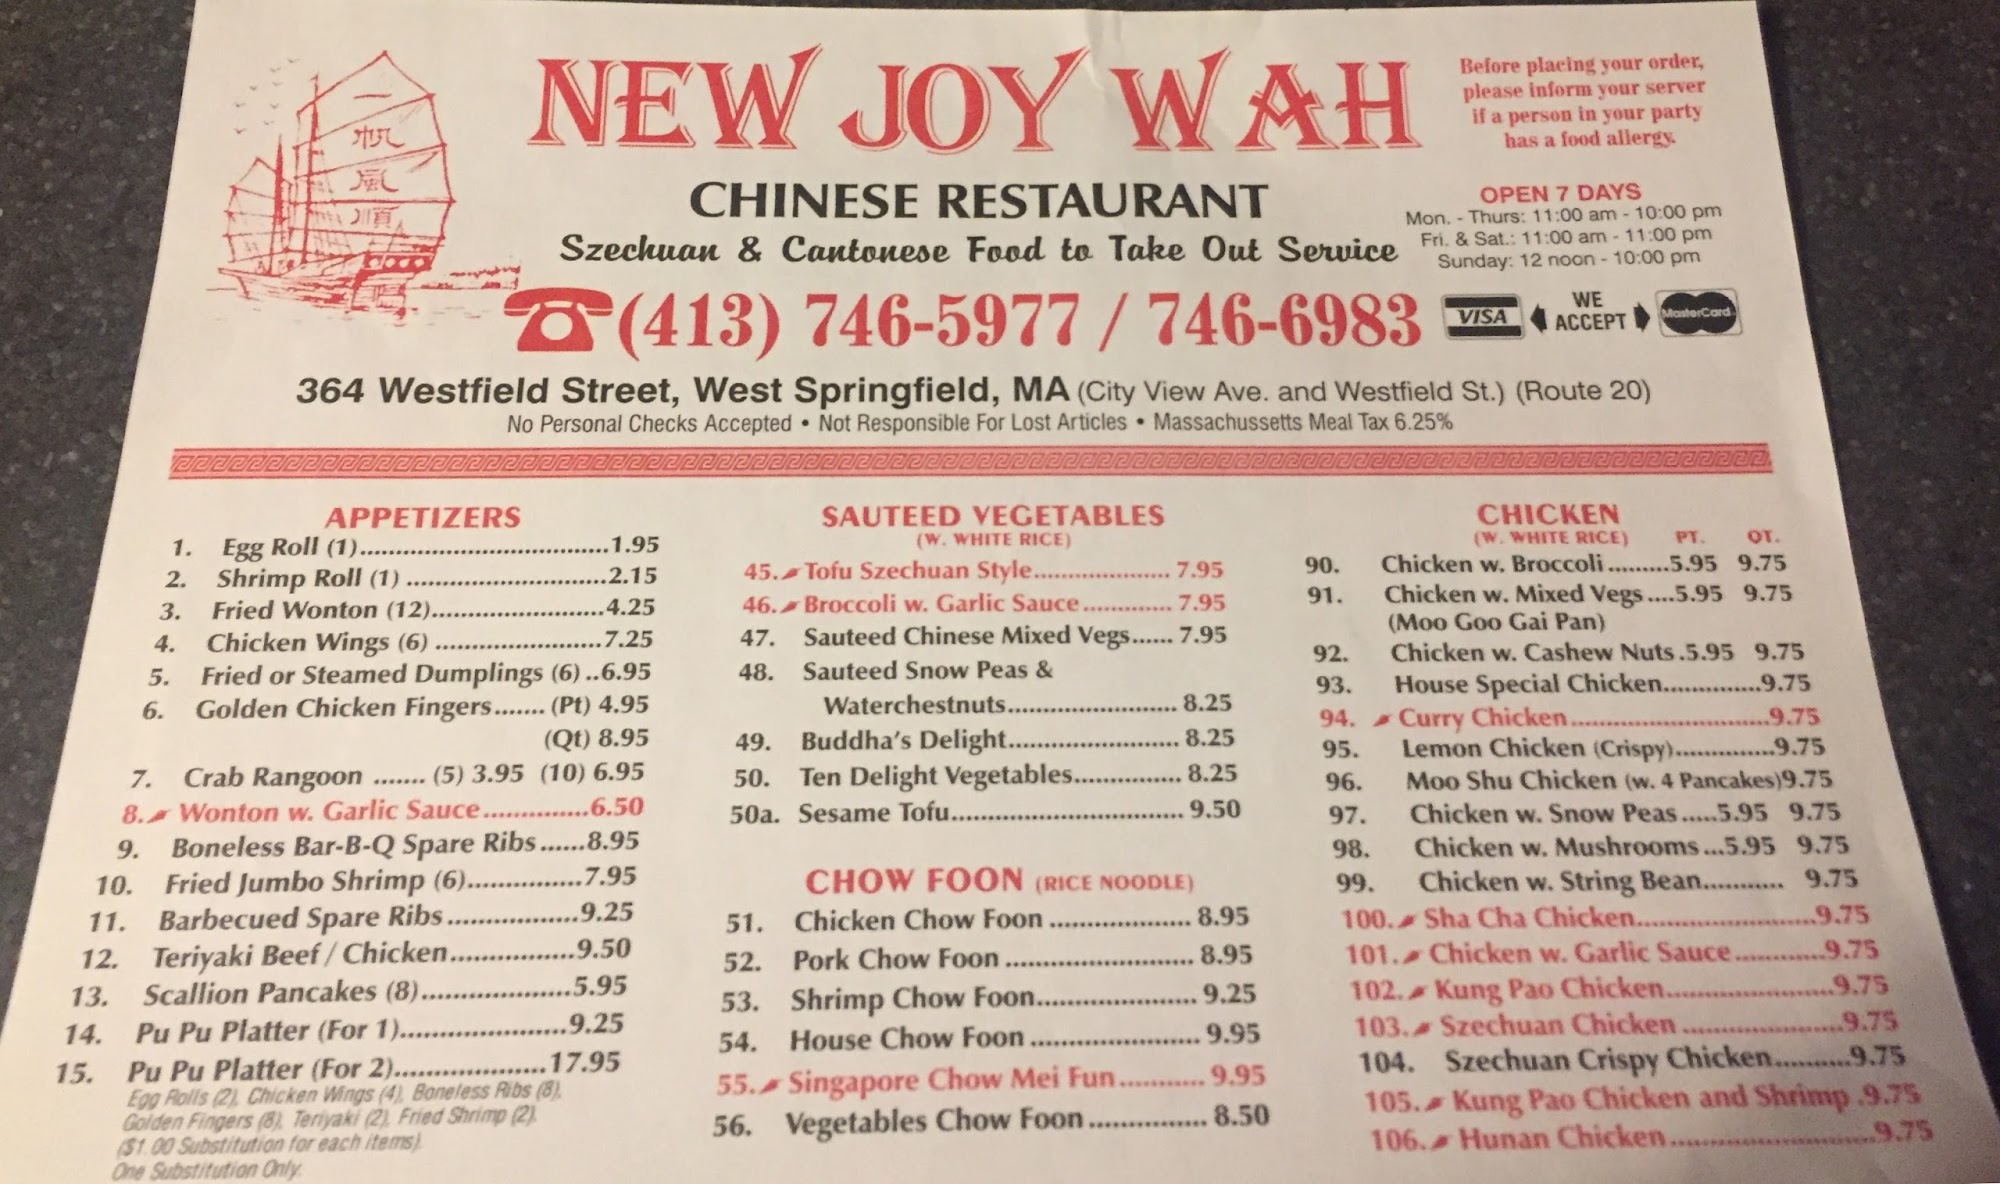 一
帆
風
順
NEW JOY WAH
CHINESE RESTAURANT
Szechuan & Cantonese Food to Take Out Service
(413) 746-5977 / 746-6983
364 Westfield Street, West Springfield, MA (City View Ave. and Westfield St.) (Route 20)
No Personal Checks Accepted • Not Responsible For Lost Articles • Massachussetts Meal Tax 6.25%
Before placing your order,
please inform your server
if a person in your party
has a food allergy.
OPEN 7 DAYS
Mon. - Thurs: 11:00 am - 10:00 pm
Fri. & Sat.: 11:00 am - 11:00 pm
Sunday: 12 noon - 10:00 pm
VISA WE ACCEPT MasterCard
APPETIZERS
1. Egg Roll (1).................................1.95
2. Shrimp Roll (1) ...........................2.15
3. Fried Wonton (12).......................4.25
4. Chicken Wings (6) ......................7.25
5. Fried or Steamed Dumplings (6) ..6.95
6. Golden Chicken Fingers....... (Pt) 4.95
(Qt) 8.95
7. Crab Rangoon ....... (5) 3.95 (10) 6.95
8. Wonton w. Garlic Sauce..............6.50
9. Boneless Bar-B-Q Spare Ribs......8.95
10. Fried Jumbo Shrimp (6)...............7.95
11. Barbecued Spare Ribs.................9.25
12. Teriyaki Beef / Chicken................9.50
13. Scallion Pancakes (8)....................5.95
14. Pu Pu Platter (For 1)......................9.25
15. Pu Pu Platter (For 2)....................17.95
Egg Rolls (2), Chicken Wings (4), Boneless Ribs (8),
Golden Fingers (8), Teriyaki (2), Fried Shrimp (2).
($1.00 Substitution for each items).
One Substitution Only.
SAUTEED VEGETABLES
(W. WHITE RICE)
45. Tofu Szechuan Style..................... 7.95
46. Broccoli w. Garlic Sauce............. 7.95
47. Sauteed Chinese Mixed Vegs...... 7.95
48. Sauteed Snow Peas &
Waterchestnuts........................ 8.25
49. Buddha's Delight........................ 8.25
50. Ten Delight Vegetables............... 8.25
50a. Sesame Tofu................................ 9.50
CHOW FOON (RICE NOODLE)
51. Chicken Chow Foon ................... 8.95
52. Pork Chow Foon ......................... 8.95
53. Shrimp Chow Foon..................... 9.25
54. House Chow Foon ...................... 9.95
55. Singapore Chow Mei Fun........... 9.95
56. Vegetables Chow Foon............... 8.50
CHICKEN
(W. WHITE RICE) PT. QT.
90. Chicken w. Broccoli.........5.95 9.75
91. Chicken w. Mixed Vegs ....5.95 9.75
(Moo Goo Gai Pan)
92. Chicken w. Cashew Nuts.5.95 9.75
93. House Special Chicken..............9.75
94. Curry Chicken............................9.75
95. Lemon Chicken (Crispy)..............9.75
96. Moo Shu Chicken (w. 4 Pancakes)9.75
97. Chicken w. Snow Peas .....5.95 9.75
98. Chicken w. Mushrooms...5.95 9.75
99. Chicken w. String Bean........... 9.75
100. Sha Cha Chicken........................9.75
101. Chicken w. Garlic Sauce............9.75
102. Kung Pao Chicken......................9.75
103. Szechuan Chicken .....................9.75
104. Szechuan Crispy Chicken..........9.75
105. Kung Pao Chicken and Shrimp .9.75
106. Hunan Chicken..........................9.75